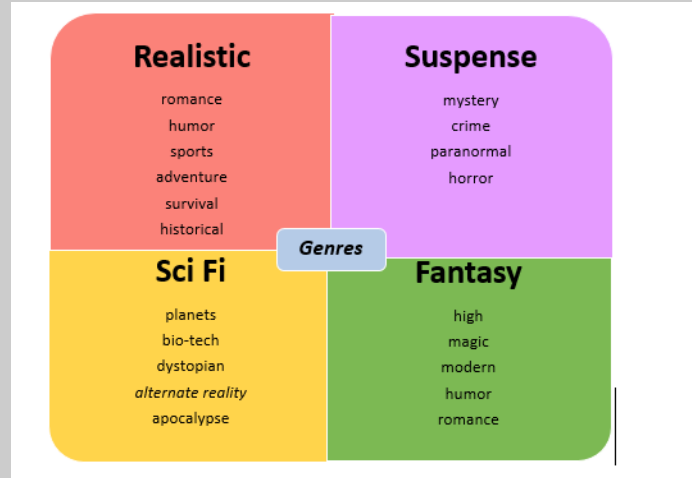 Realistic
romance
humor
sports
adventure
survival
historical
Suspense
mystery
crime
paranormal
horror
Genres
Sci Fi
planets
bio-tech
dystopian
alternate reality
apocalypse
Fantasy
high
magic
modern
humor
romance